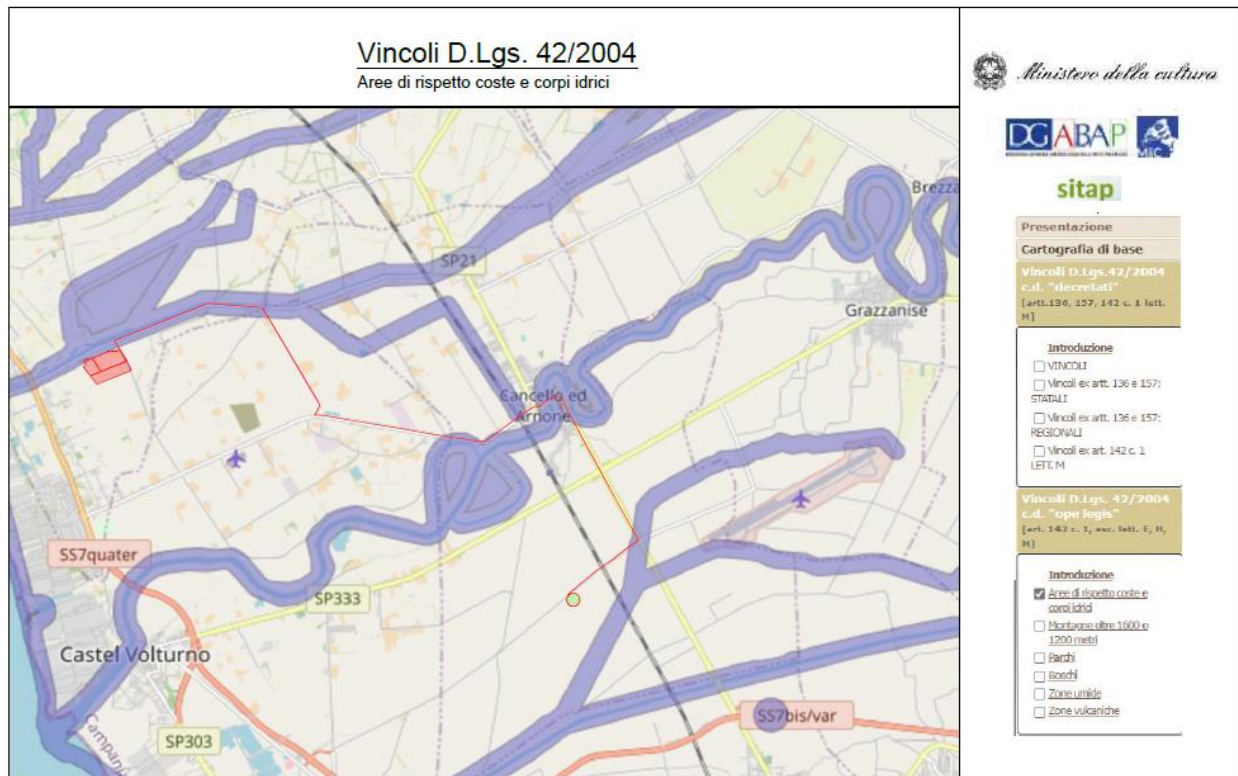 Vincoli D.Lgs. 42/2004
Aree di rispetto coste e corpi idrici
Ministero della cultura
DGABAP
MiC
sitap
Presentazione
Cartografia di base
Vincoli D.Lgs.42/2004
c.d. "decretati"
[artt.136, 157, 142 c. 1 lett.
M]
Introduzione
VINCOLI
Vincoli ex artt. 136 e 157:
STATALI
Vincoli ex artt. 136 e 157:
REGIONALI
Vincoli ex art. 142 c. 1
LETT. M
Vincoli D.Lgs. 42/2004
c.d. "ope legis"
[art. 142 c. 1, esc. lett. E, H,
M]
Introduzione
Aree di rispetto coste e
corpi idrici
Montagne oltre 1600 o
1200 metri
Parchi
Boschi
Zone umide
Zone vulcaniche
Brezza
SP21
Grazzanise
Cancello ed
Arnone
SS7quater
SP333
Castel Volturno
SS7bis/var
SP303
Campania